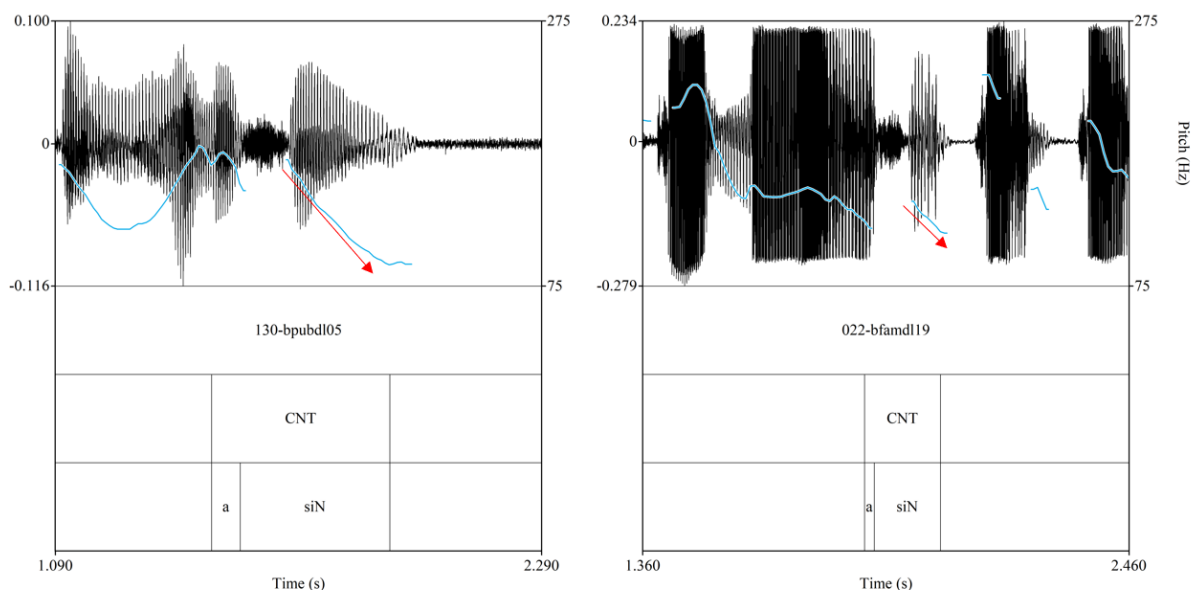 0.100
275
0
-0.116
75
130-bpubdl05
CNT
a
siN
1.090
2.290
Time (s)
0.234
275
0
Pitch (Hz)
-0.279
75
022-bfamdl19
CNT
a
siN
1.360
2.460
Time (s)